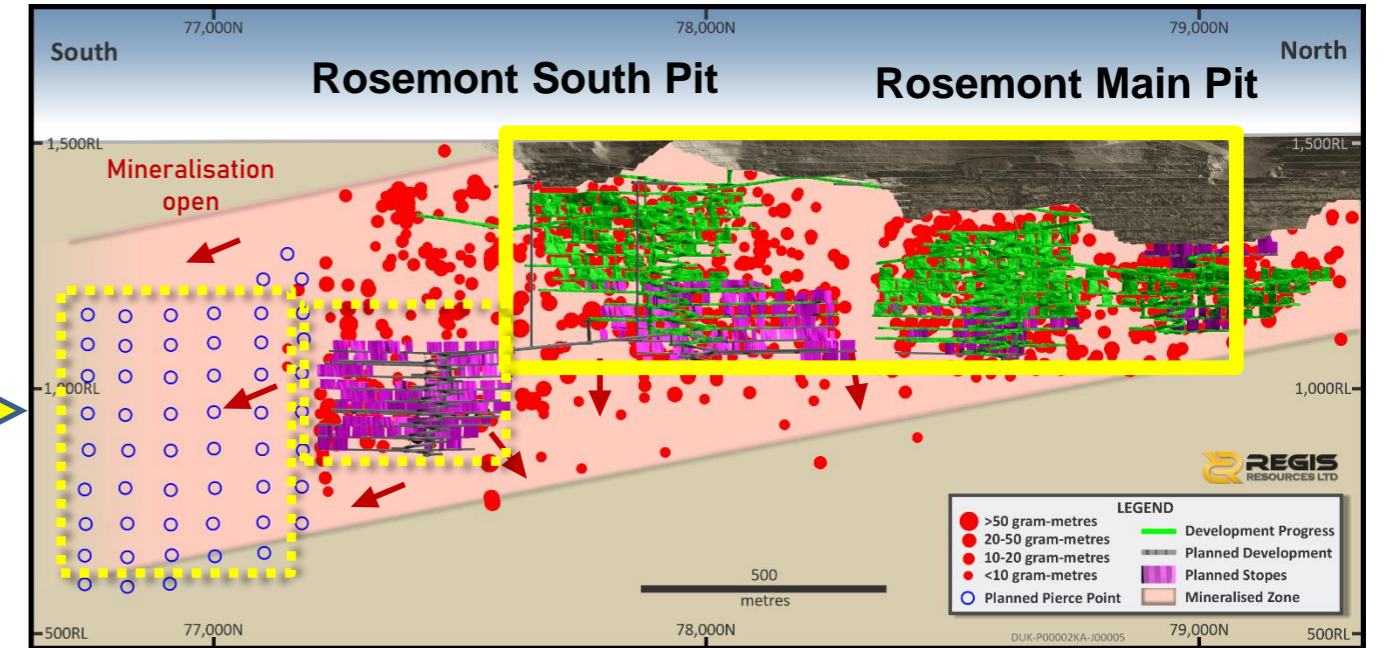 77,000N
78,000N
79,000N
South
North
Rosemont South Pit
Rosemont Main Pit
1,500RL
1,500RL
Mineralisation
open
1,000RL
1,000RL
REGIS
RESOURCES LTD
LEGEND
>50 gram-metres
20-50 gram-metres
10-20 gram-metres
<10 gram-metres
Planned Pierce Point
Development Progress
Planned Development
Planned Stopes
Mineralised Zone
500
metres
500RL
77,000N
78,000N
DUK-P00002KA-J00005
79,000N
500RL